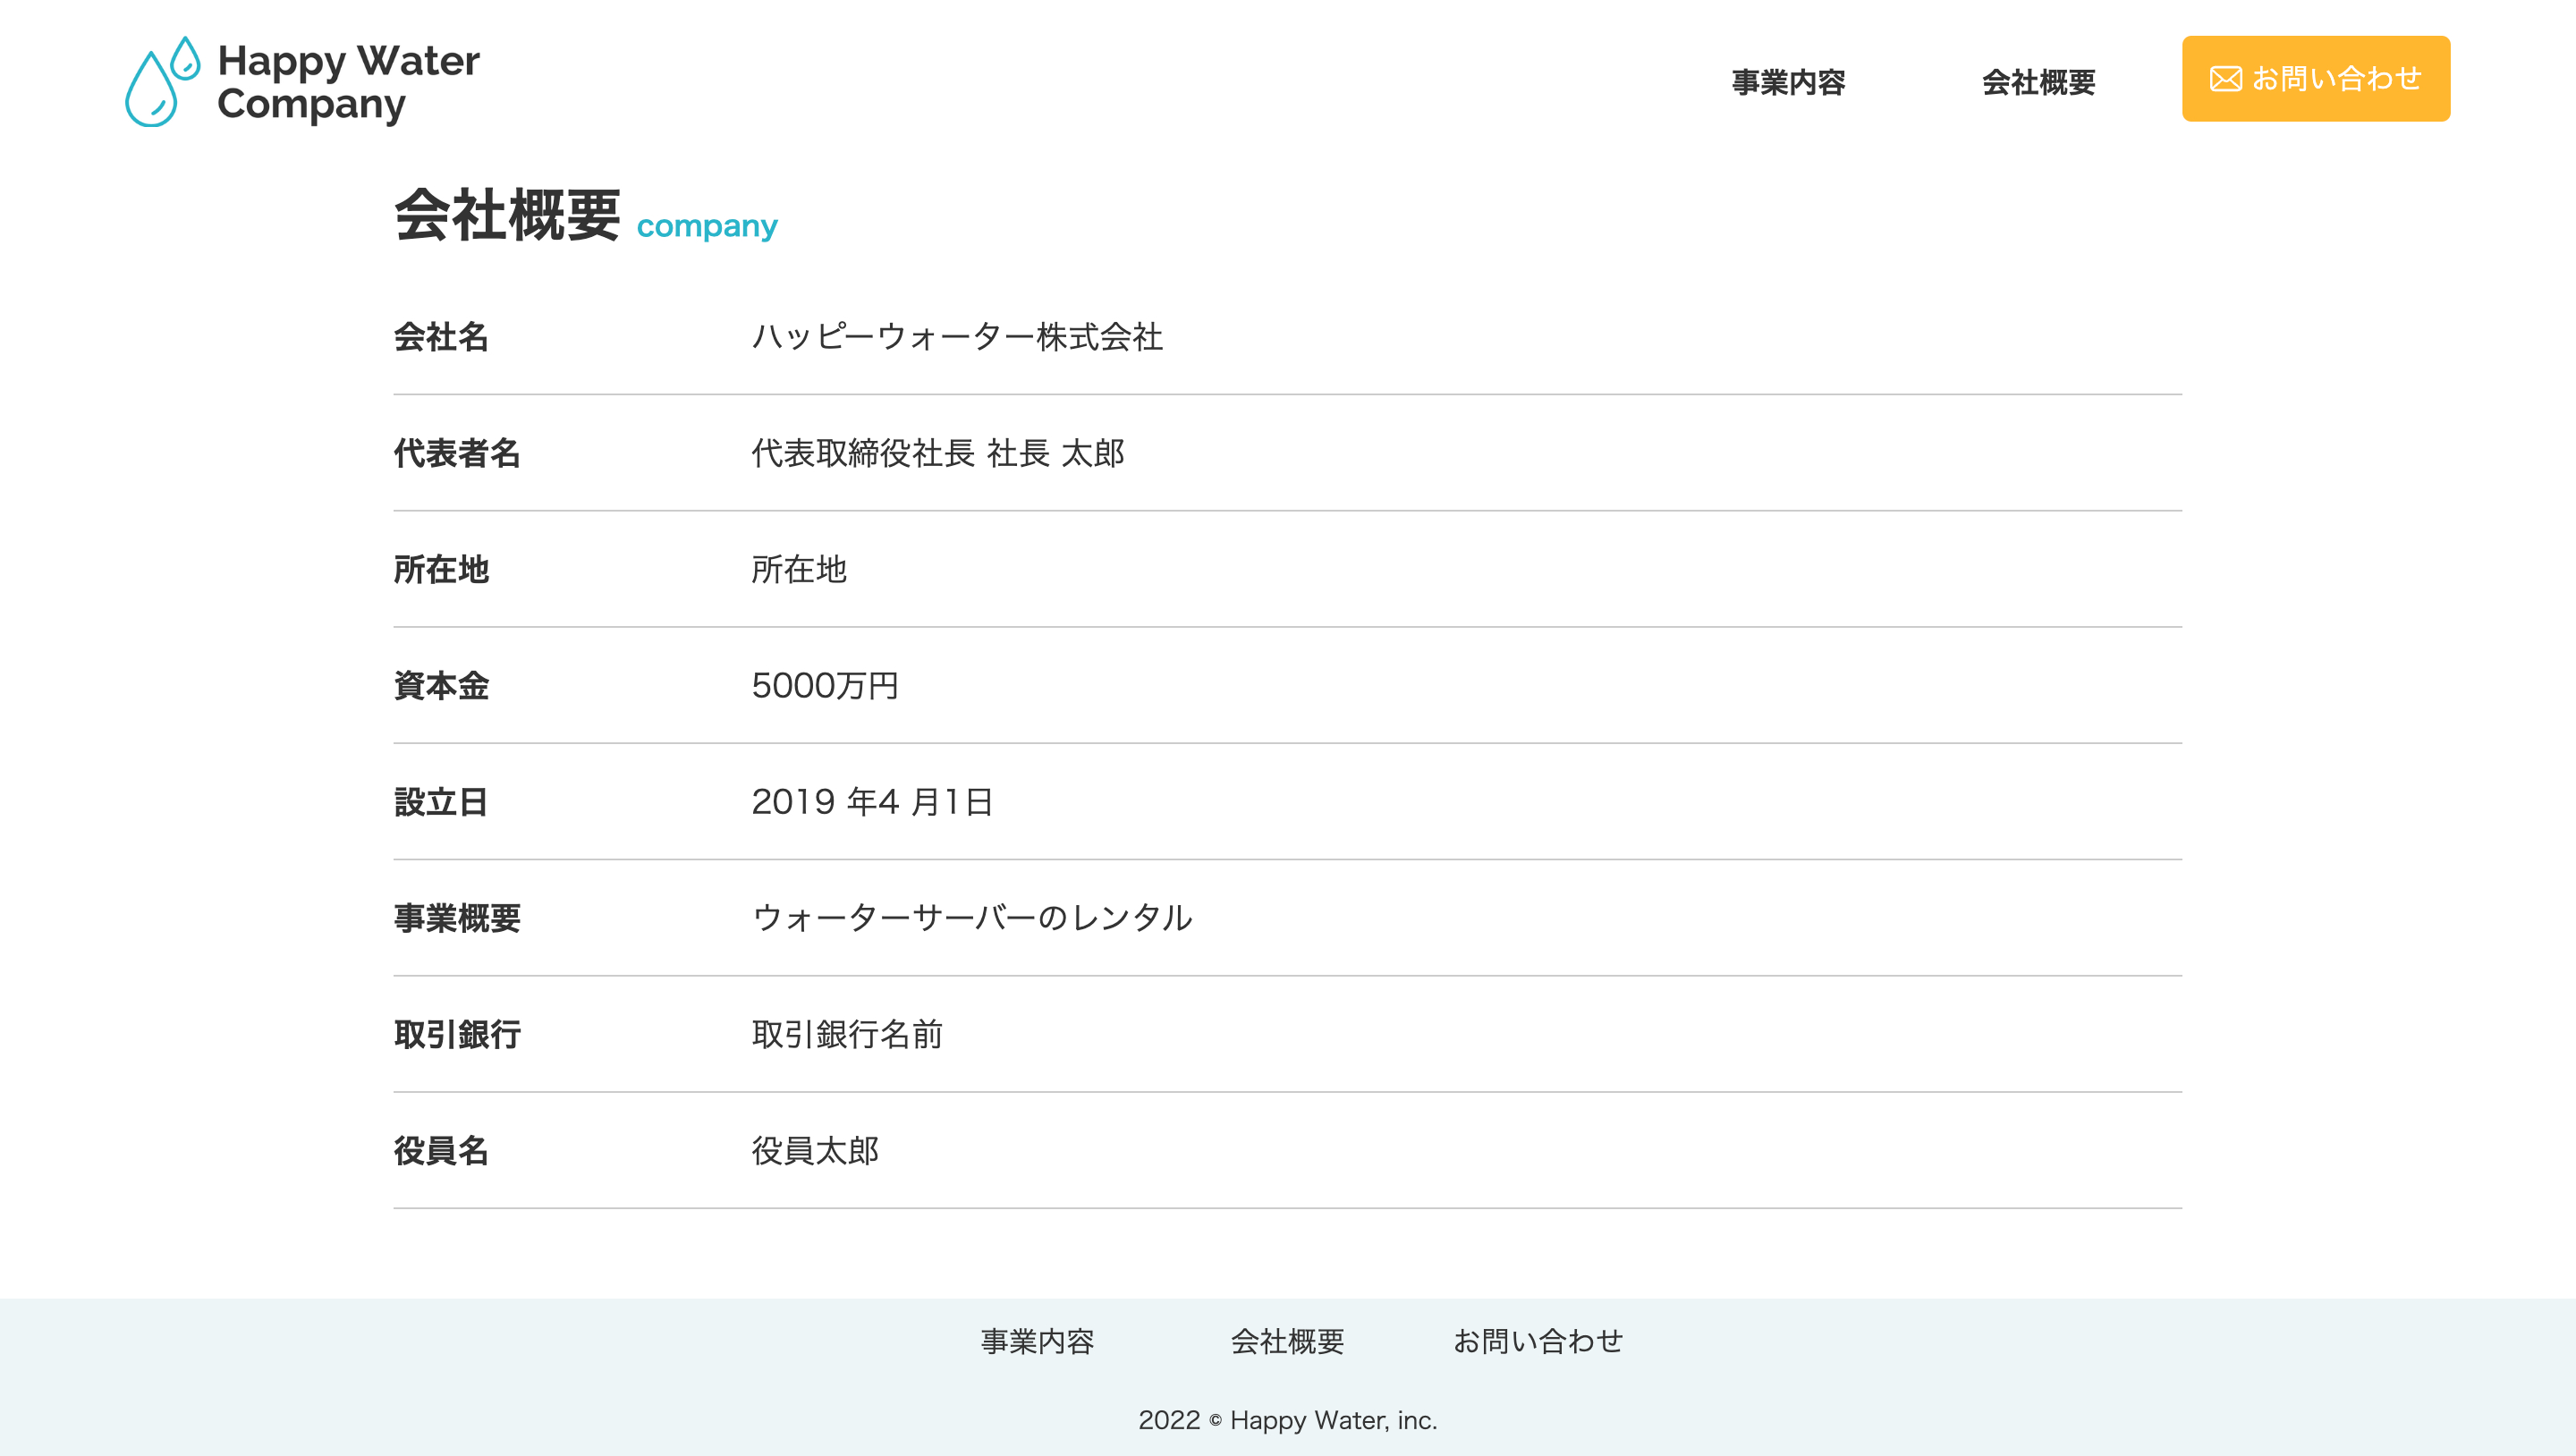 Happy Water
Company
事業内容
会社概要
お問い合わせ
会社概要 company
会社名 ハッピーウォーター株式会社
代表者名 代表取締役社長 社長 太郎
所在地 所在地
資本金 5000万円
設立日 2019 年4 月1日
事業概要 ウォーターサーバーのレンタル
取引銀行 取引銀行名前
役員名 役員太郎
事業内容 会社概要 お問い合わせ
2022 © Happy Water, inc.